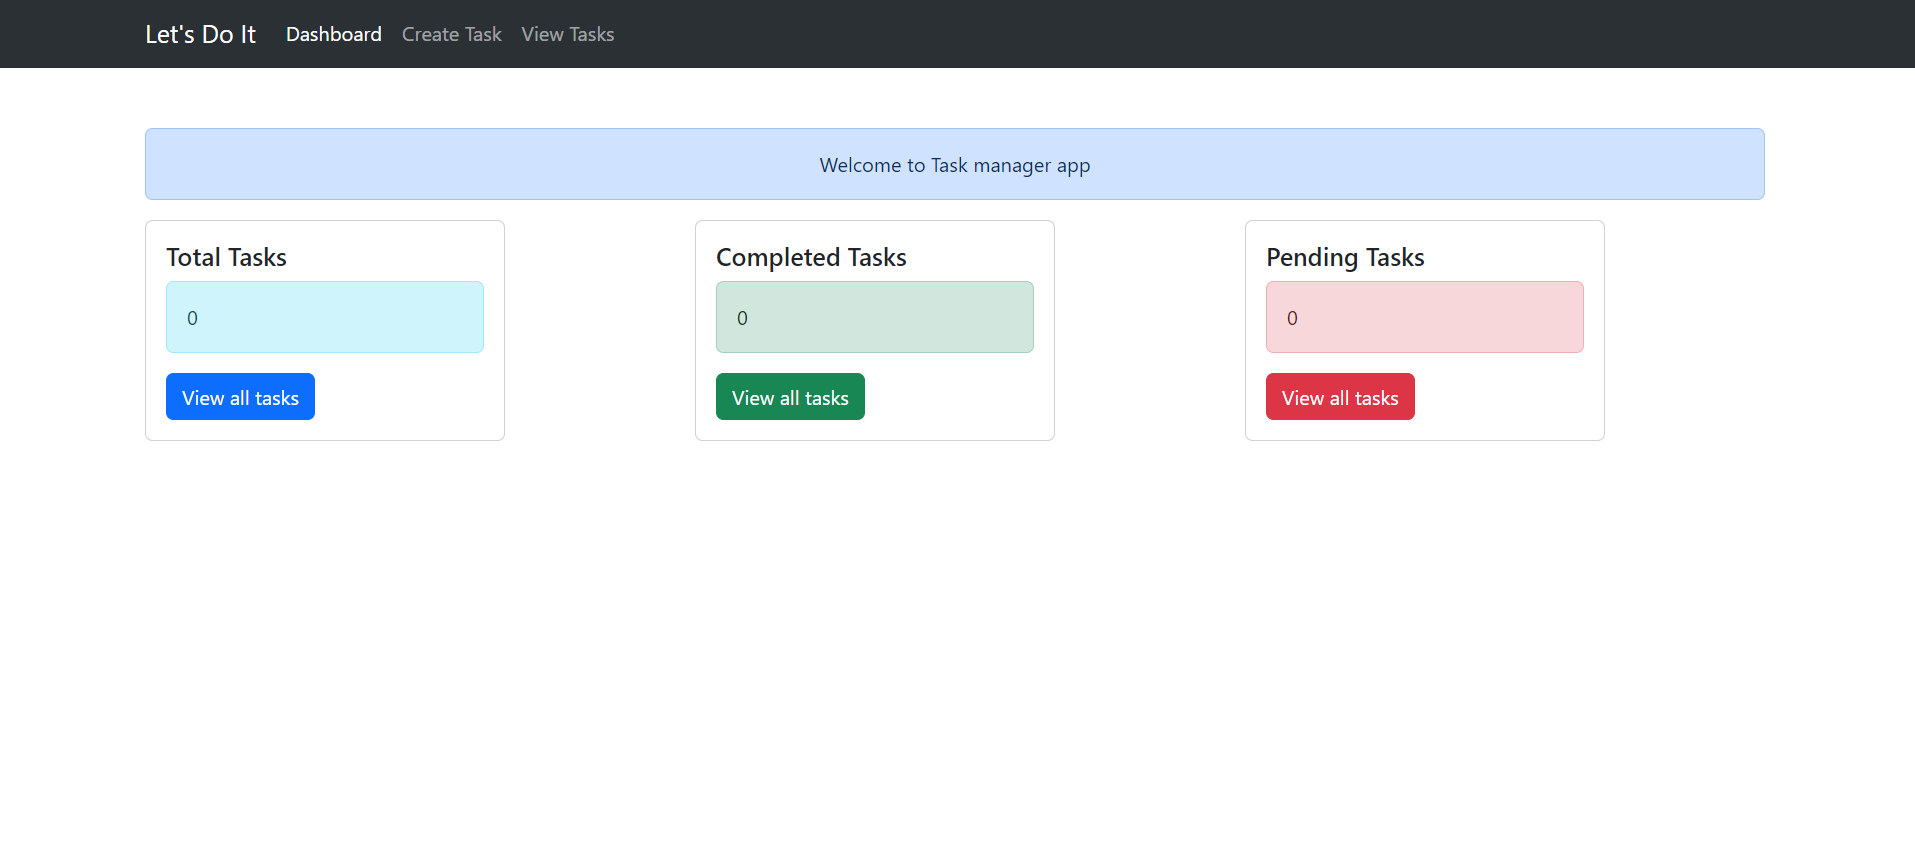 Let's Do It Dashboard Create Task View Tasks
Welcome to Task manager app
Total Tasks
0
View all tasks
Completed Tasks
0
View all tasks
Pending Tasks
0
View all tasks